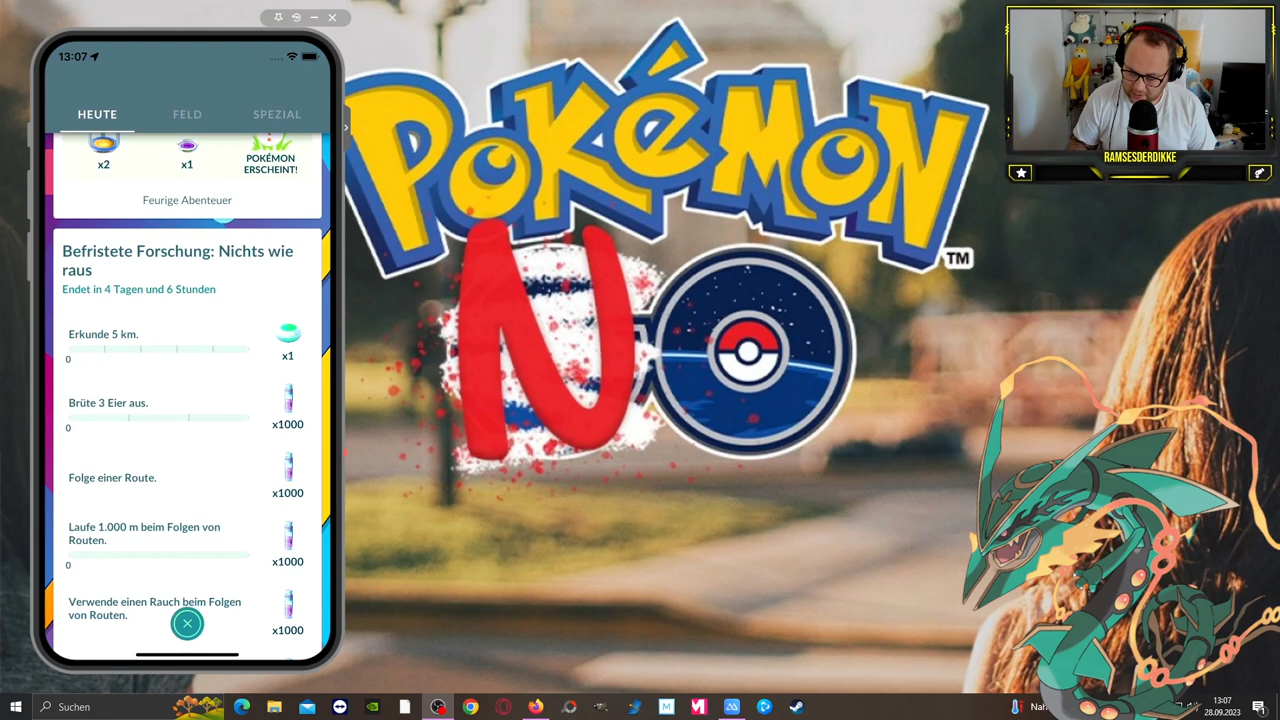 13:07
HEUTE FELD SPEZIAL
x2 x1 POKÉMON
ERSCHEINT!
Feurige Abenteuer
Befristete Forschung: Nichts wie
raus
Endet in 4 Tagen und 6 Stunden
Erkunde 5 km.
0 x1
Brüte 3 Eier aus.
0 x1000
Folge einer Route.
x1000
Laufe 1.000 m beim Folgen von
Routen.
0 x1000
Verwende einen Rauch beim Folgen
von Routen.
x1000
POKÉMON
TM
NO
RAMSESDERDIKKE
Suchen
13:07
28.09.2023